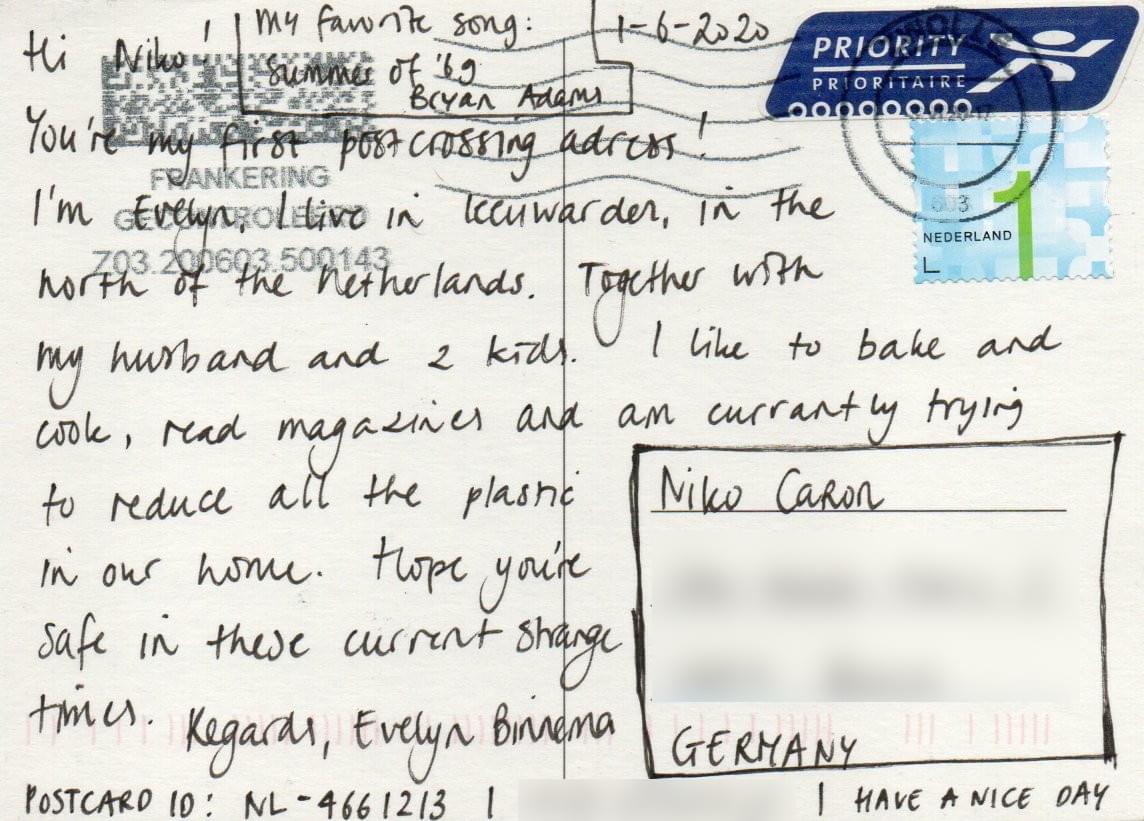 Hi Niko!
My favorite song:
Summer of '69
Bryan Adams
1-6-2020
PRIORITY
PRIORITAIRE
You're my first postcrossing adress!
FRANKERING
I'm Evelyn, I live in Leeuwarden, in the
NEDERLAND
1
L
Z03.200603.500143
north of the Netherlands. Together with
my husband and 2 kids. I like to bake and
cook, read magazines and am currantly trying
to reduce all the plastic
in our home. Hope you're
safe in these current strange
times. Regards, Evelyn Binnema
Niko Caron
GERMANY
POSTCARD ID: NL-4661213 | | HAVE A NICE DAY